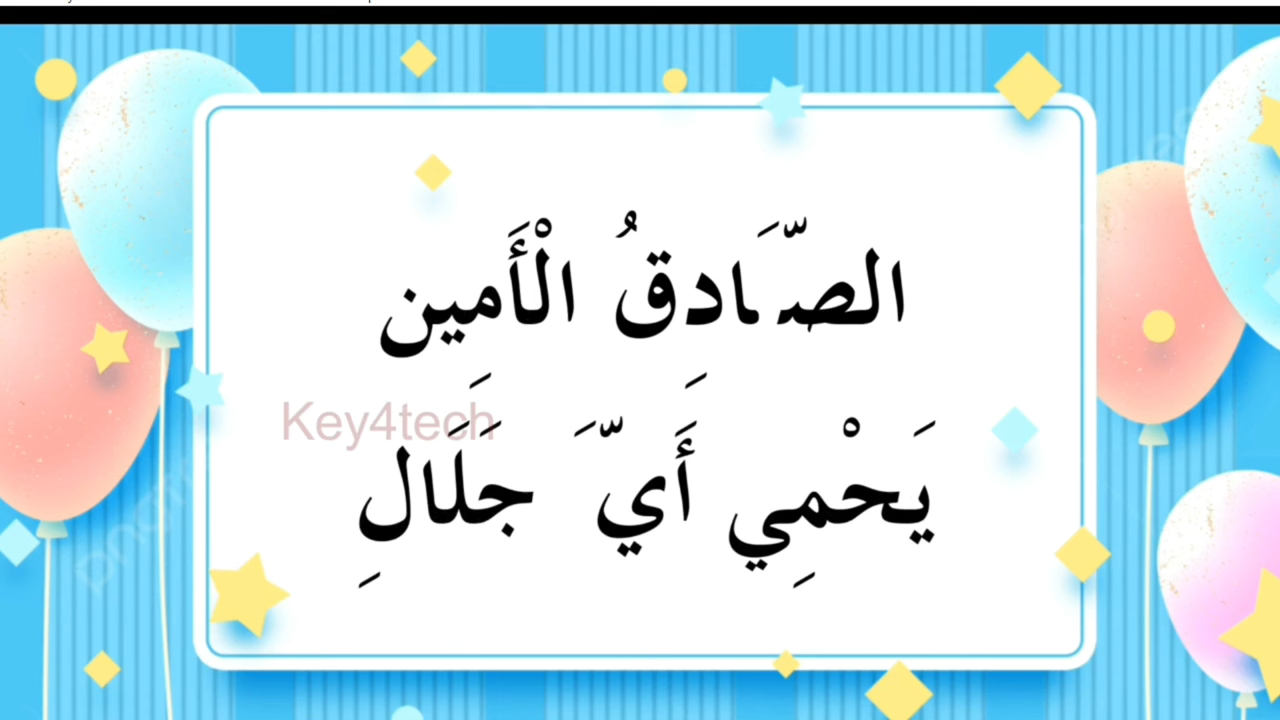 الصَّادقُ الْأَمين
يَحْمِي أَيَّ جَلَالِ
Key4tech